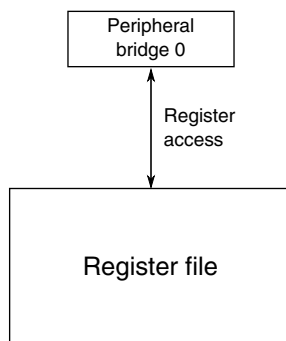 Peripheral
bridge 0
Register
access
Register file